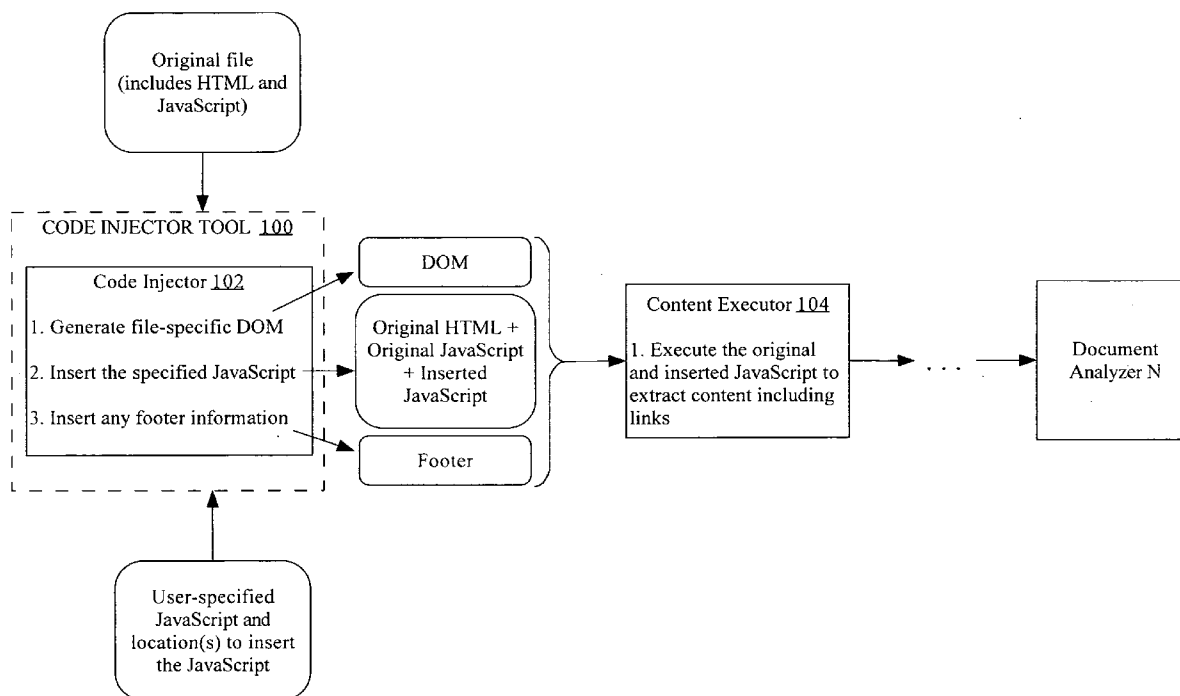 Original file
(includes HTML and
JavaScript)
CODE INJECTOR TOOL 100
Code Injector 102
1. Generate file-specific DOM
2. Insert the specified JavaScript
3. Insert any footer information
DOM
Original HTML +
Original JavaScript
+ Inserted
JavaScript
Footer
Content Executor 104
1. Execute the original
and inserted JavaScript to
extract content including
links
. . .
Document
Analyzer N
User-specified
JavaScript and
location(s) to insert
the JavaScript